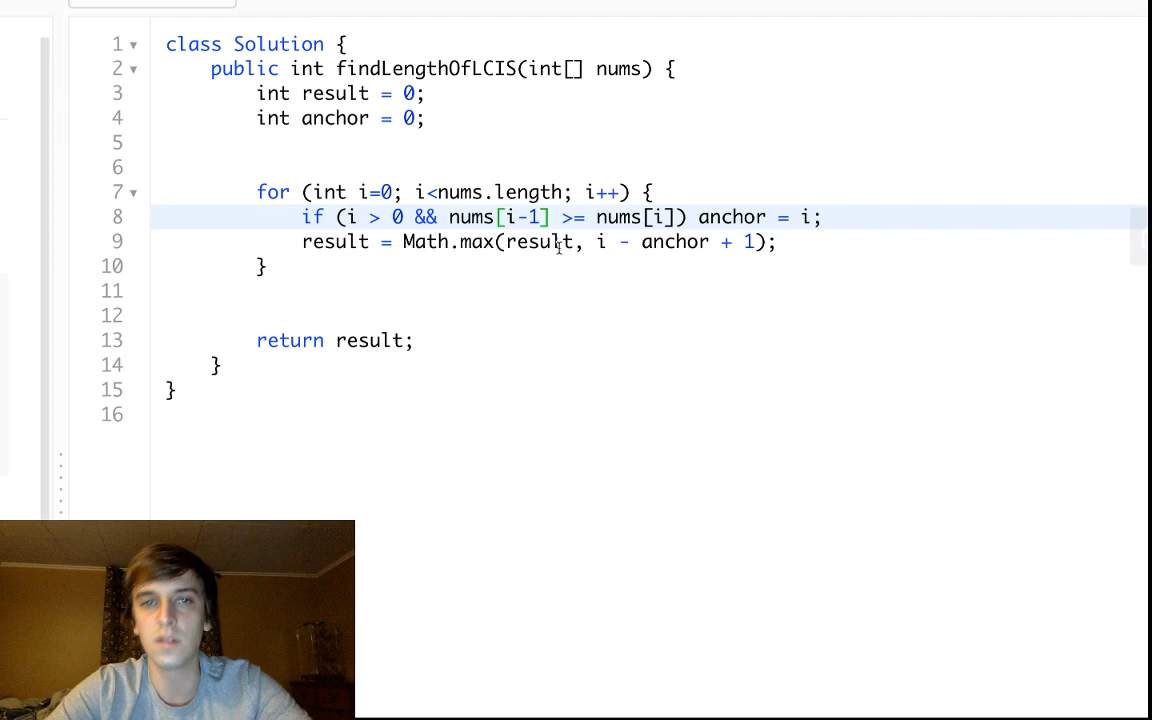 1 class Solution {
2 public int findLengthOfLCIS(int[] nums) {
3 int result = 0;
4 int anchor = 0;
5
6
7 for (int i=0; i<nums.length; i++) {
8 if (i > 0 && nums[i-1] >= nums[i]) anchor = i;
9 result = Math.max(result, i - anchor + 1);
10 }
11
12
13 return result;
14 }
15 }
16